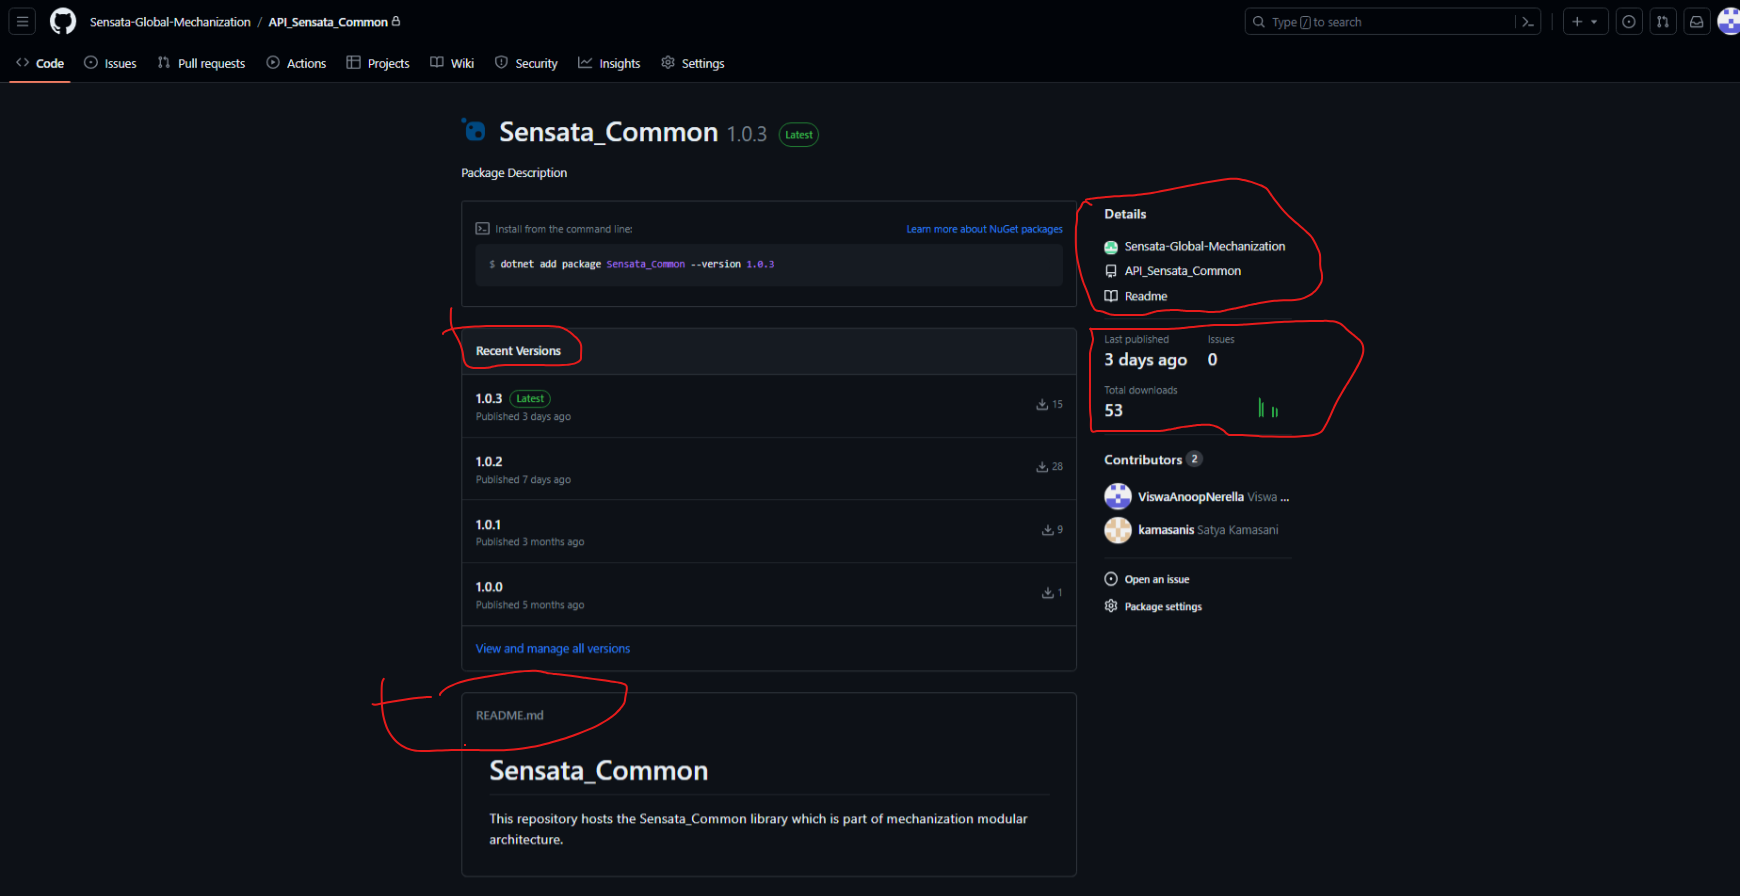 Sensata-Global-Mechanization / API_Sensata_Common
Type / to search
Code Issues Pull requests Actions Projects Wiki Security Insights Settings
Sensata_Common 1.0.3 Latest
Package Description
Install from the command line:
Learn more about NuGet packages
$ dotnet add package Sensata_Common --version 1.0.3
Recent Versions
1.0.3 Latest
Published 3 days ago
15
1.0.2
Published 7 days ago
28
1.0.1
Published 3 months ago
9
1.0.0
Published 5 months ago
1
View and manage all versions
README.md
Sensata_Common
This repository hosts the Sensata_Common library which is part of mechanization modular
architecture.
Details
Sensata-Global-Mechanization
API_Sensata_Common
Readme
Last published Issues
3 days ago 0
Total downloads
53
Contributors 2
ViswaAnoopNerella Viswa ...
kamasanis Satya Kamasani
Open an issue
Package settings